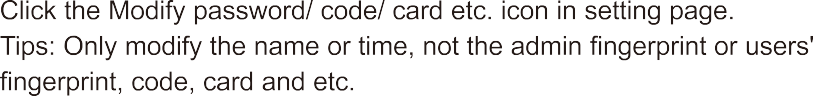 Click the Modify password/ code/ card etc. icon in setting page.
Tips: Only modify the name or time, not the admin fingerprint or users'
fingerprint, code, card and etc.